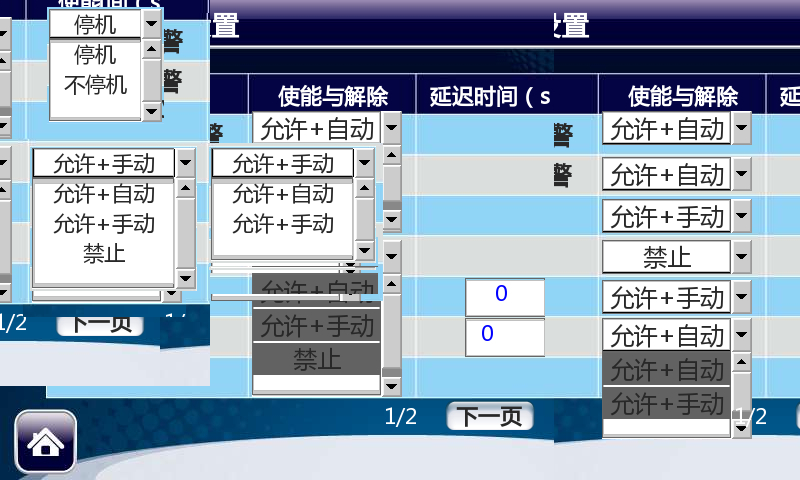 停机
置
置
停机
警
不停机
警
使能与解除
延迟时间（s
使能与解除
延
警
允许+自动
警
允许+自动
警
允许+自动
允许+手动
允许+手动
允许+自动
允许+自动
允许+手动
允许+手动
允许+手动
禁止
禁止
允许+自动
0
允许+手动
允许+手动
0
允许+自动
禁止
允许+自动
允许+手动
1/2
下一页
1/2
下一页
1/2